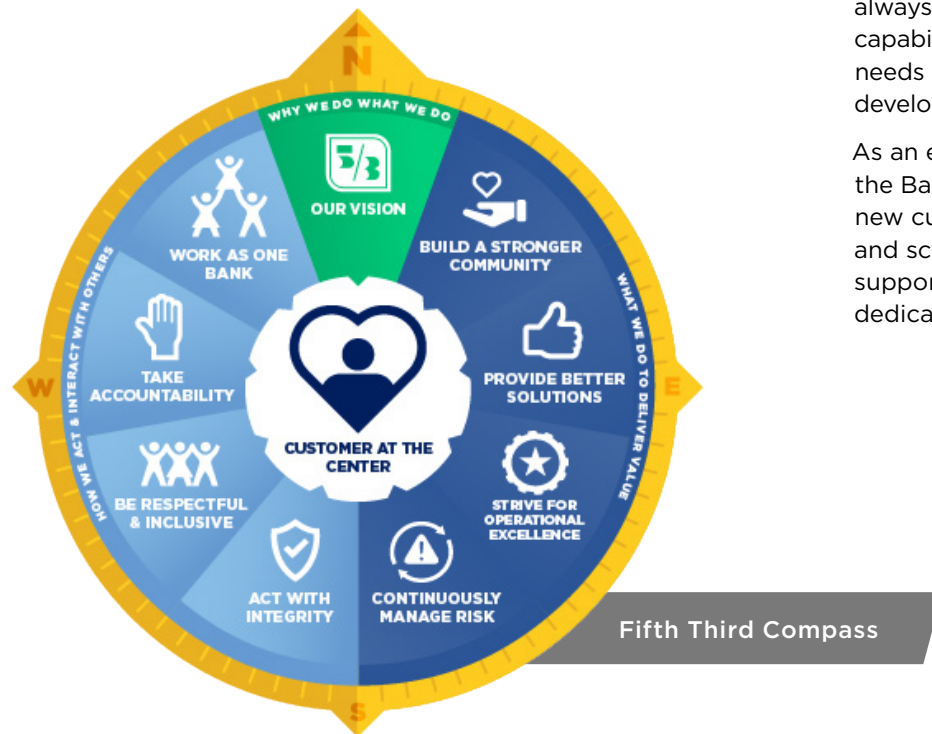 N
WHY WE DO WHAT WE DO
5/3
OUR VISION
BUILD A STRONGER
COMMUNITY
PROVIDE BETTER
SOLUTIONS
STRIVE FOR
OPERATIONAL
EXCELLENCE
CONTINUOUSLY
MANAGE RISK
WHAT WE DO TO DELIVER VALUE
E
S
ACT WITH
INTEGRITY
BE RESPECTFUL
& INCLUSIVE
TAKE
ACCOUNTABILITY
WORK AS ONE
BANK
HOW WE ACT & INTERACT WITH OTHERS
W
CUSTOMER AT THE
CENTER
Fifth Third Compass
always
capabi
needs
develo
As an e
the Ba
new cu
and sc
suppor
dedica